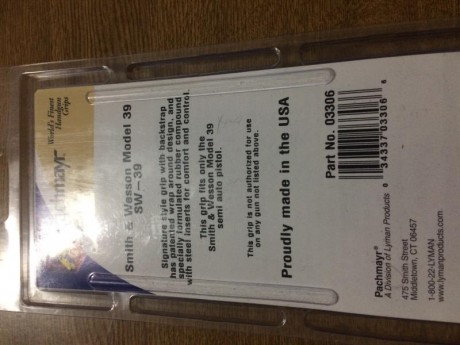 Pachmayr
World's Finest
Handgun
Grips
Smith & Wesson Model 39
SW – 39
Signature style grip with backstrap
has patented wrap around design, and
specially formulated rubber compound
with steel inserts for comfort and control.
This grip fits only the
Smith & Wesson Model 39
semi auto pistol.
This grip is not authorized for use
on any gun not listed above.
Proudly made in the USA
Part No. 03306
0 34337 03306 8
Pachmayr®
A Division of Lyman Products
475 Smith Street
Middletown, CT 06457
1-800-22-LYMAN
www.lymanproducts.com